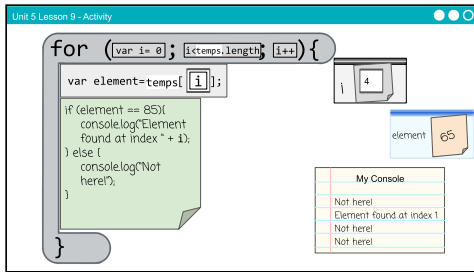 Unit 5 Lesson 9 - Activity
for ( var i= 0 ; i<temps.length; i++ ){
var element=temps[ i ];
if (element == 85){
console.log("Element
found at index " + i);
} else {
console.log("Not
here!");
}
}
i 4
element 65
My Console
Not here!
Element found at index 1
Not here!
Not here!